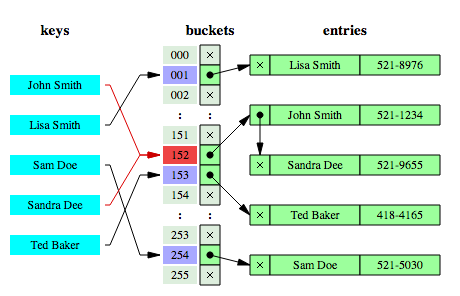 keys
buckets
entries
John Smith
Lisa Smith
Sam Doe
Sandra Dee
Ted Baker
000 ×
001
002 ×
: :
151 ×
152
153
154 ×
: :
253 ×
254
255 ×
× Lisa Smith 521-8976
John Smith 521-1234
× Sandra Dee 521-9655
× Ted Baker 418-4165
× Sam Doe 521-5030